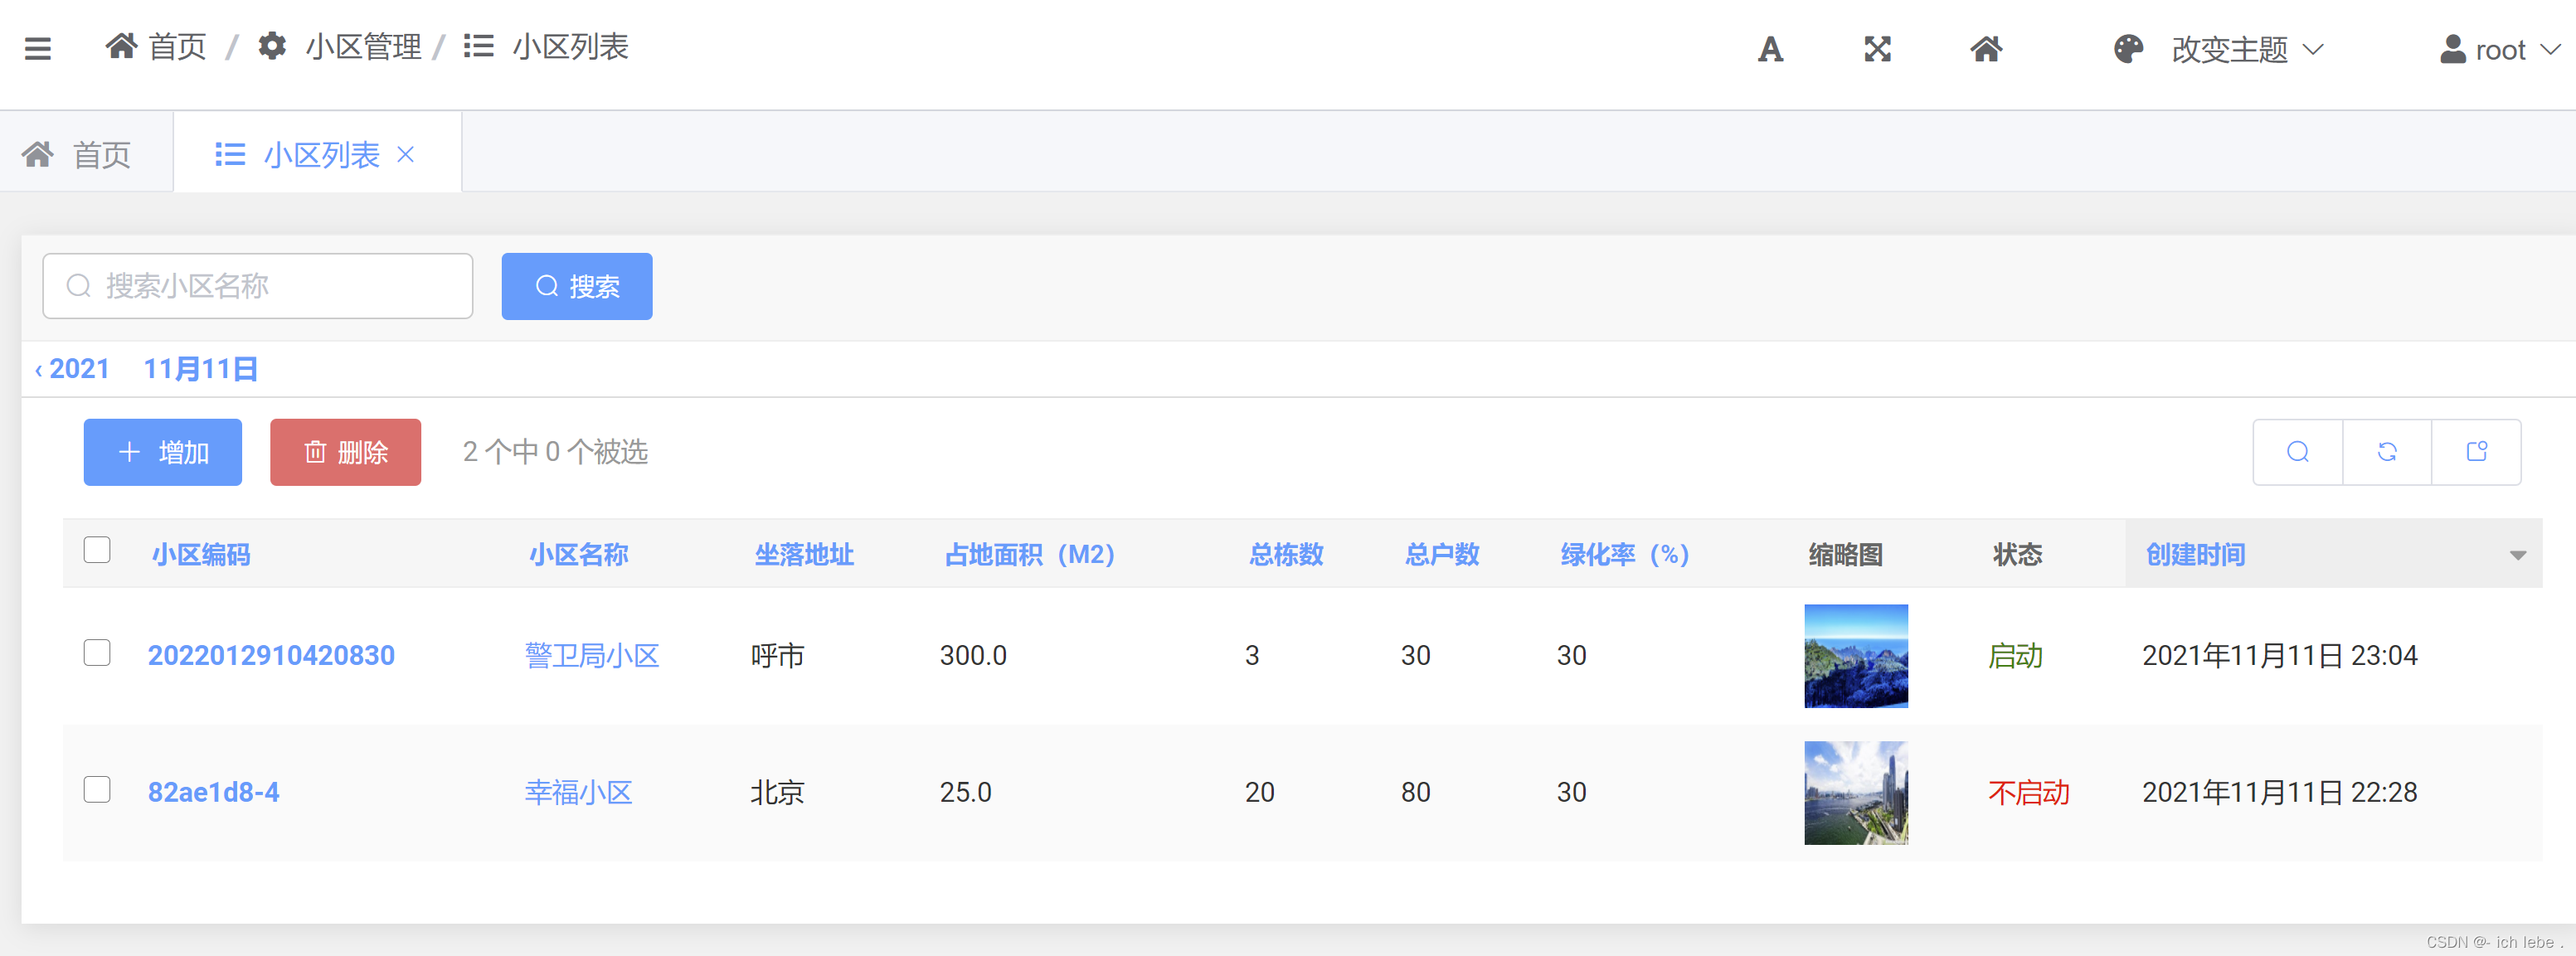 首页 / 小区管理 / 小区列表 改变主题 root
首页 小区列表
搜索小区名称 搜索
‹ 2021 11月11日
增加 删除 2 个中 0 个被选
小区编码 小区名称 坐落地址 占地面积（M2） 总栋数 总户数 绿化率（%） 缩略图 状态 创建时间
2022012910420830 警卫局小区 呼市 300.0 3 30 30 启动 2021年11月11日 23:04
82ae1d8-4 幸福小区 北京 25.0 20 80 30 不启动 2021年11月11日 22:28
CSDN @- ich lebe .